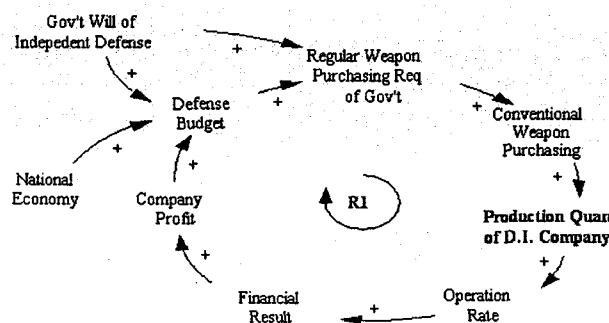 Gov't Will of
Indepedent Defense
+
+
Regular Weapon
Purchasing Req
of Gov't
+
+
Defense
Budget
+
Conventional
Weapon
Purchasing
+
+
National
Economy
Company
Profit
R1
Production Quan
of D.I. Company
+
+
Financial
Result
+
Operation
Rate